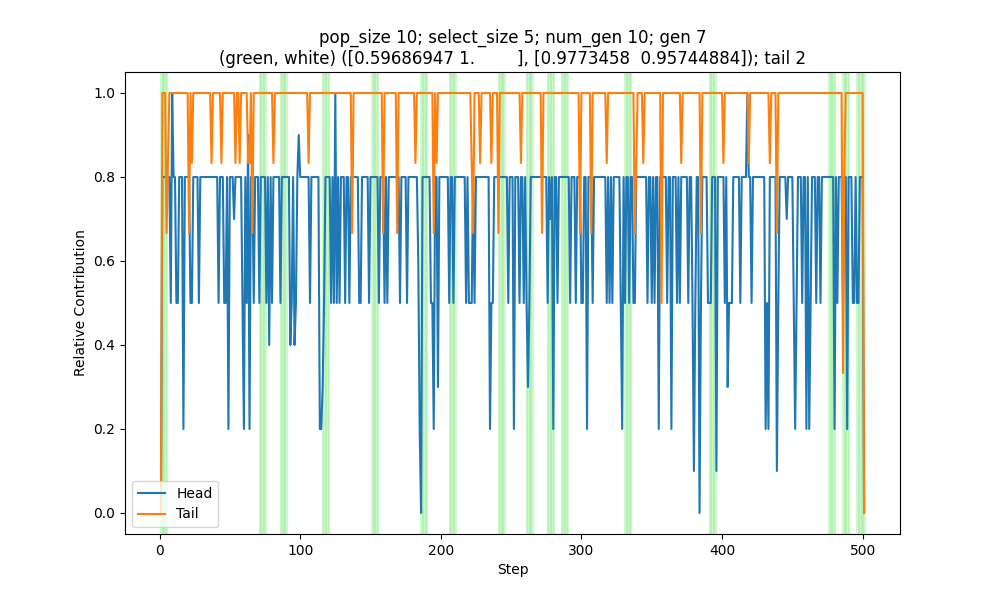 pop_size 10; select_size 5; num_gen 10; gen 7
(green, white) ([0.59686947 1.        ], [0.9773458  0.95744884]); tail 2
1.0
0.8
0.6
0.4
0.2
0.0
Relative Contribution
Head
Tail
0
100
200
300
400
500
Step